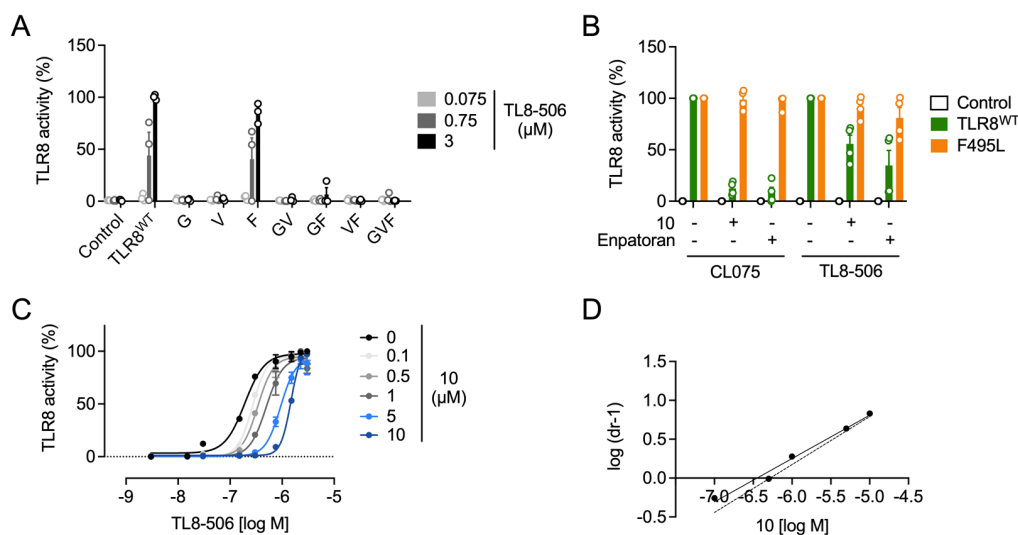 A
TLR8 activity (%)
150
100
50
0
Control
TLR8WT
G
V
F
GV
GF
VF
GVF
0.075
0.75
3
TL8-506
(μM)
B
TLR8 activity (%)
150
100
50
0
Control
TLR8WT
F495L
10 - + - - + -
Enpatoran - - + - - +
CL075 TL8-506
C
TLR8 activity (%)
100
50
0
-9 -8 -7 -6 -5
TL8-506 [log M]
0
0.1
0.5
1
5
10
10
(μM)
D
log (dr-1)
1.5
1.0
0.5
0.0
-0.5
-7.0 -6.5 -6.0 -5.5 -5.0 -4.5
10 [log M]